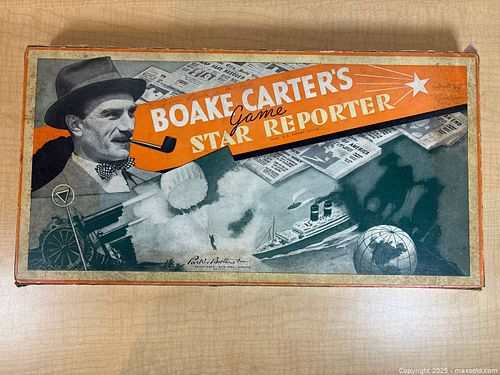 BOAKE CARTER'S
Game
STAR REPORTER
Parker Brothers Inc
Copyright 2025 - maxsold.com